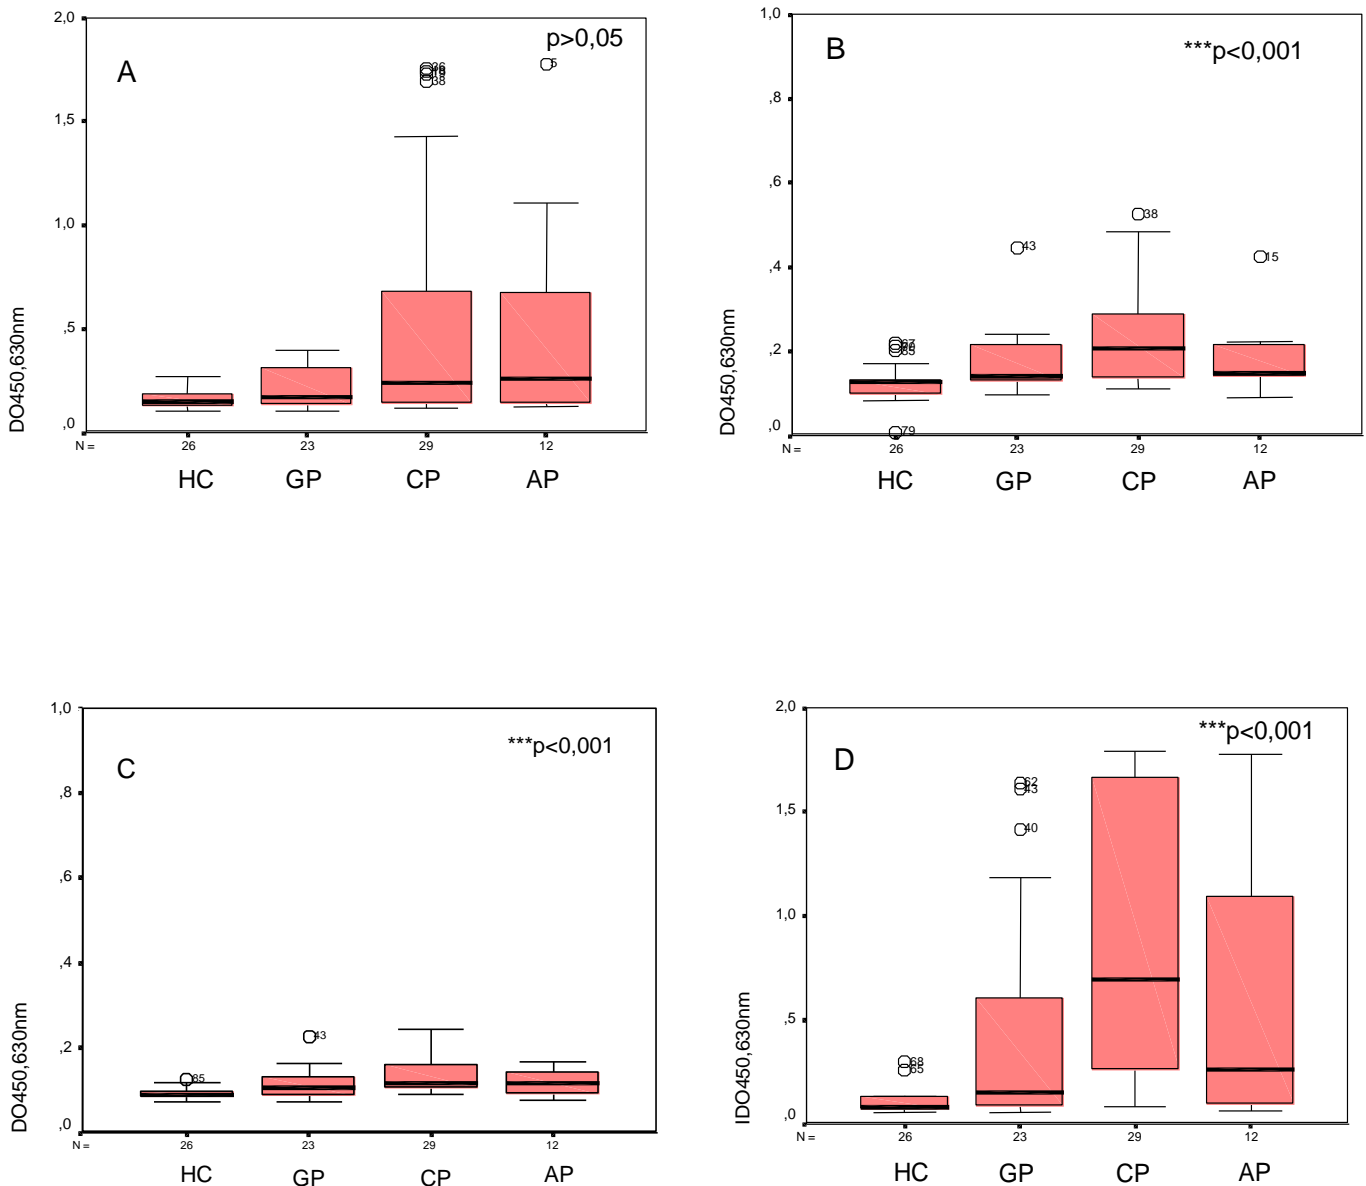 2,0
1,5
1,0
,5
,0
DO450,630nm
A
p>0,05
38
5
N =
26
23
29
12
HC
GP
CP
AP
1,0
,8
,6
,4
,2
,0
DO450,630nm
B
***p<0,001
67
85
79
43
38
15
N =
26
23
29
12
HC
GP
CP
AP
1,0
,8
,6
,4
,2
,0
DO450,630nm
C
***p<0,001
85
43
N =
26
23
29
12
HC
GP
CP
AP
2,0
1,5
1,0
,5
,0
IDO450,630nm
D
***p<0,001
68
65
62
43
40
N =
26
23
29
12
HC
GP
CP
AP